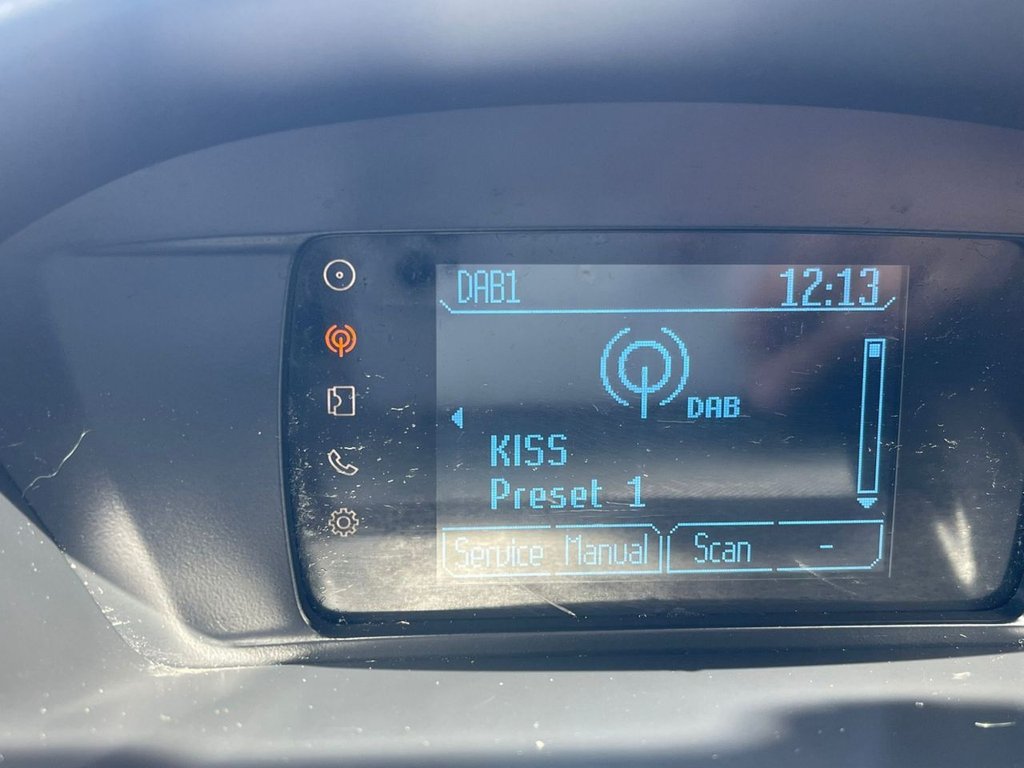 DAB1 12:13
DAB
KISS
Preset 1
Service Manual Scan -